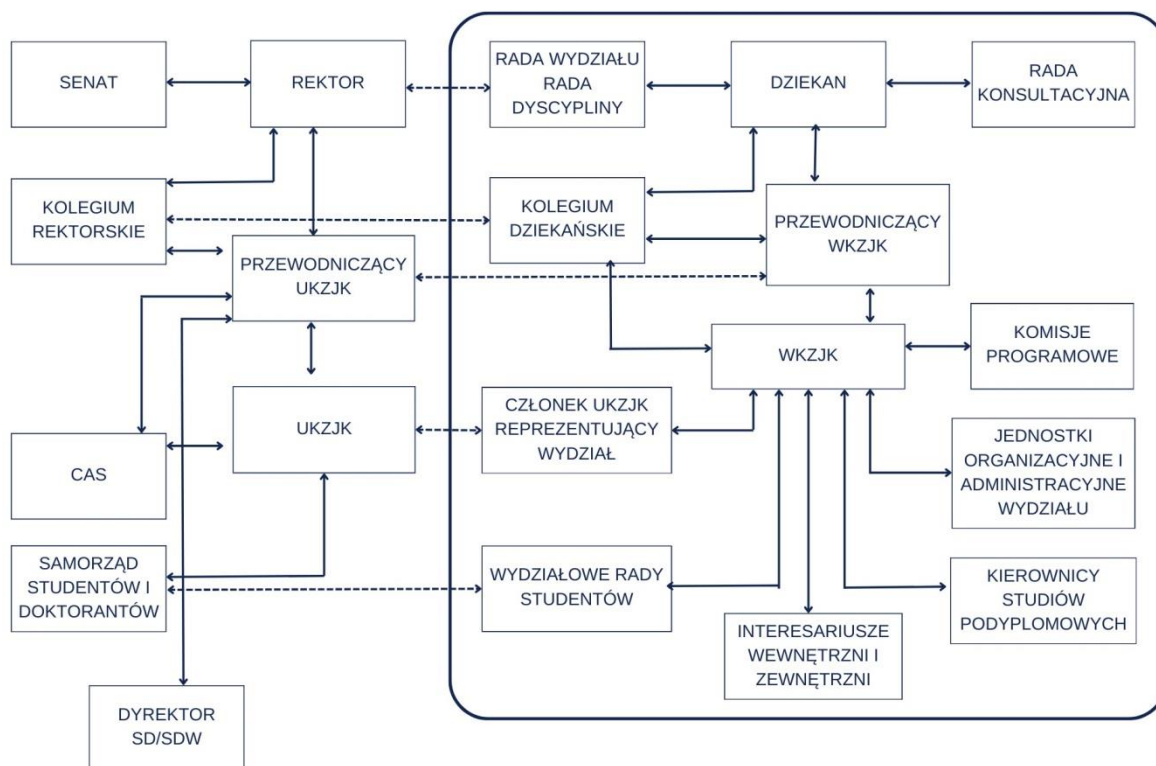 SENAT
REKTOR
RADA WYDZIAŁU
RADA
DYSCYPLINY
DZIEKAN
RADA
KONSULTACYJNA
KOLEGIUM
REKTORSKIE
PRZEWODNICZĄCY
UKZJK
KOLEGIUM
DZIEKAŃSKIE
PRZEWODNICZĄCY
WKZJK
WKZJK
KOMISJE
PROGRAMOWE
CAS
UKZJK
CZŁONEK UKZJK
REPREZENTUJĄCY
WYDZIAŁ
JEDNOSTKI
ORGANIZACYJNE I
ADMINISTRACYJNE
WYDZIAŁU
SAMORZĄD
STUDENTÓW I
DOKTORANTÓW
WYDZIAŁOWE RADY
STUDENTÓW
INTERESARIUSZE
WEWNĘTRZNI I
ZEWNĘTRZNI
KIEROWNICY
STUDIÓW
PODYPLOMOWYCH
DYREKTOR
SD/SDW